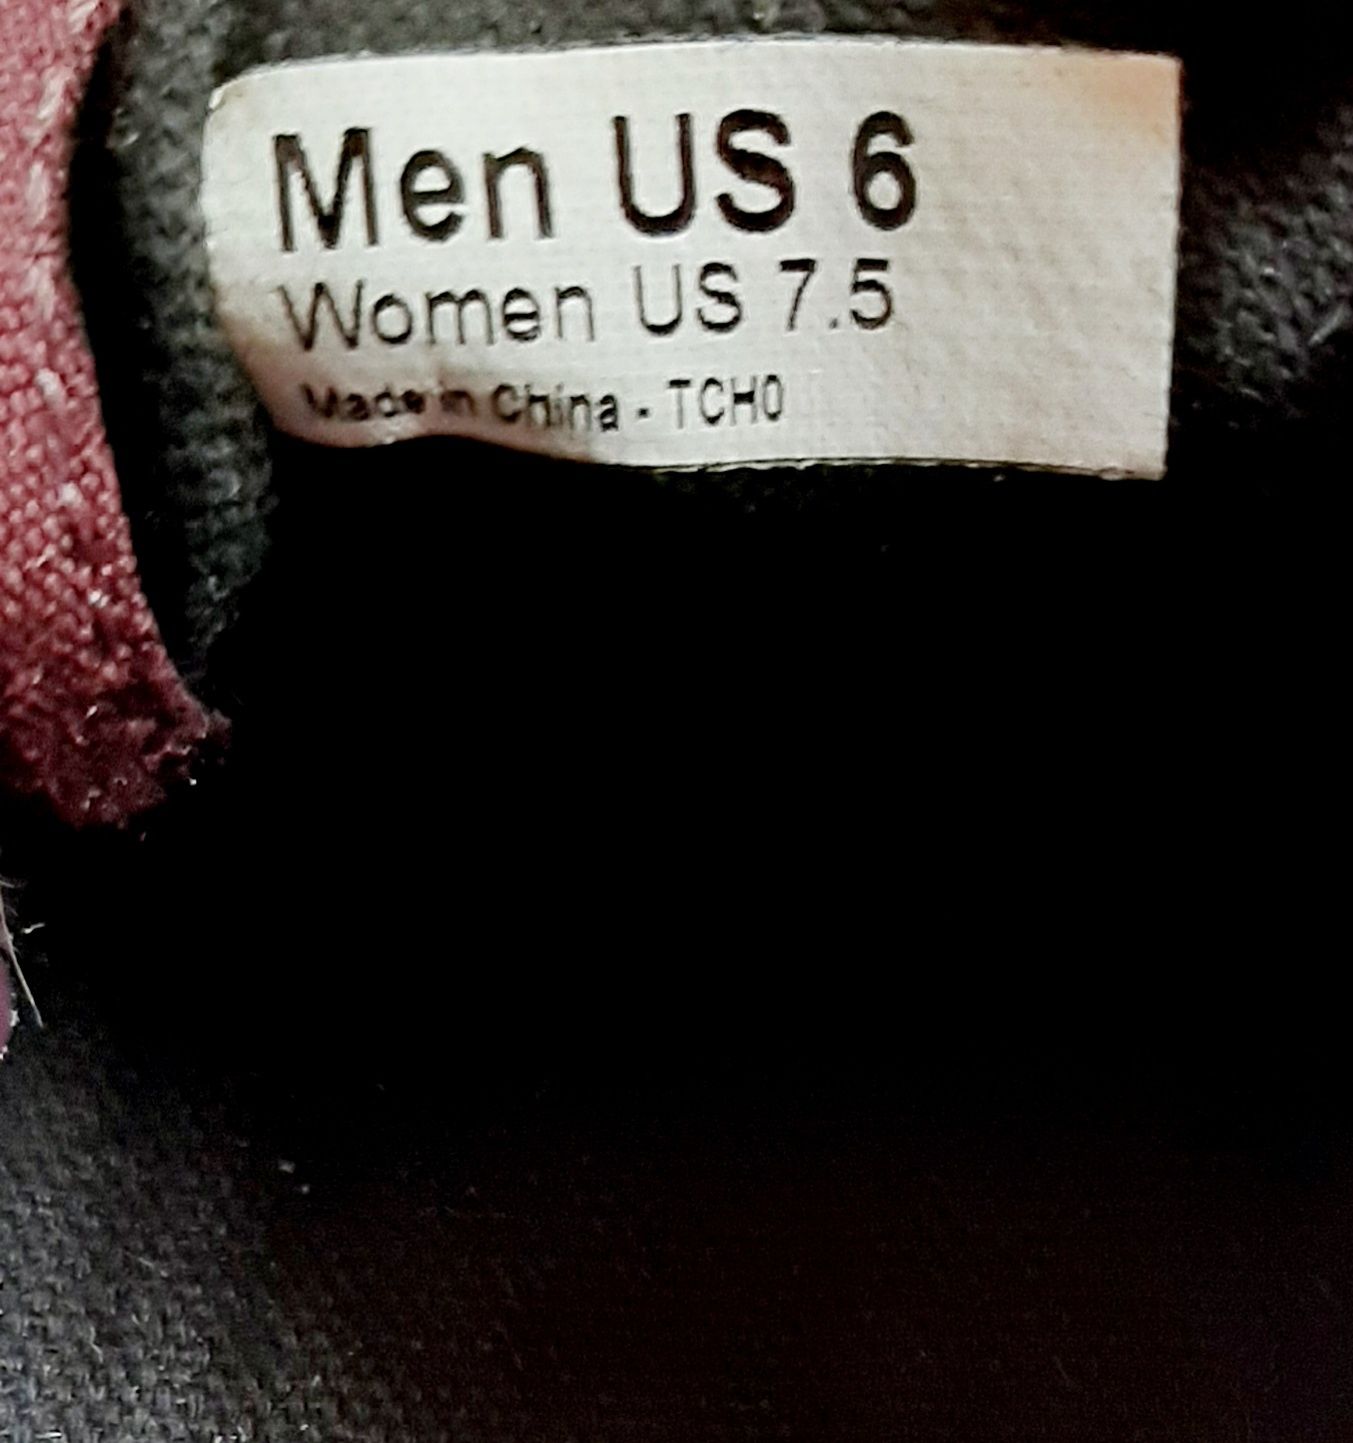 Men US 6
Women US 7.5
Made in China - TCH0